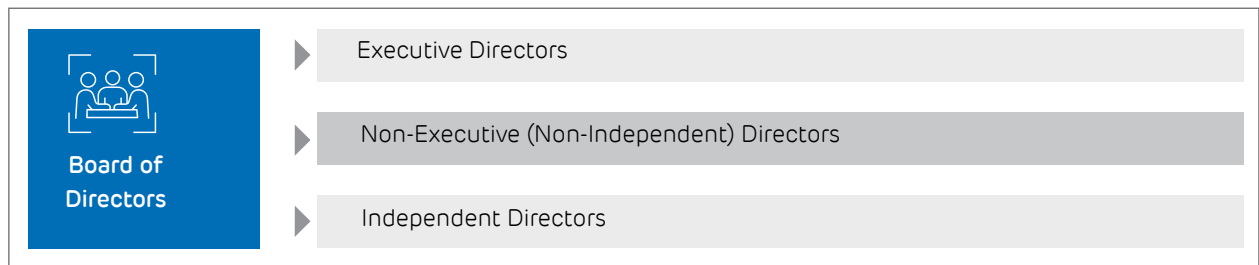 Board of
Directors
Executive Directors
Non-Executive (Non-Independent) Directors
Independent Directors